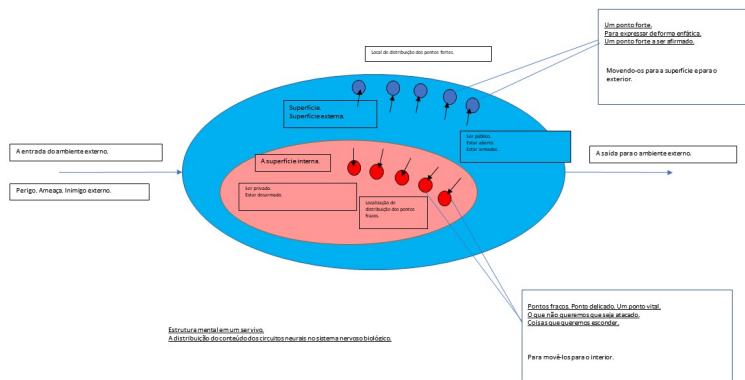 Um ponto forte.
Para expressar de forma enfática.
Um ponto forte a ser afirmado.
Movendo-os para a superfície e para o
exterior.
Local de distribuição dos pontos fortes.
Superfície.
Superfície externa.
Ser público.
Estar aberto.
Estar armados.
A entrada do ambiente externo.
A saída para o ambiente externo.
A superfície interna.
Perigo. Ameaça. Inimigo externo.
Ser privado.
Estar desarmado.
Localização de
distribuição dos pontos
fracos.
Pontos fracos. Ponto delicado. Um ponto vital.
O que não queremos que seja atacado.
Coisas que queremos esconder.
Para movê-los para o interior.
Estrutura mental em um ser vivo.
A distribuição do conteúdo dos circuitos neurais no sistema nervoso biológico.